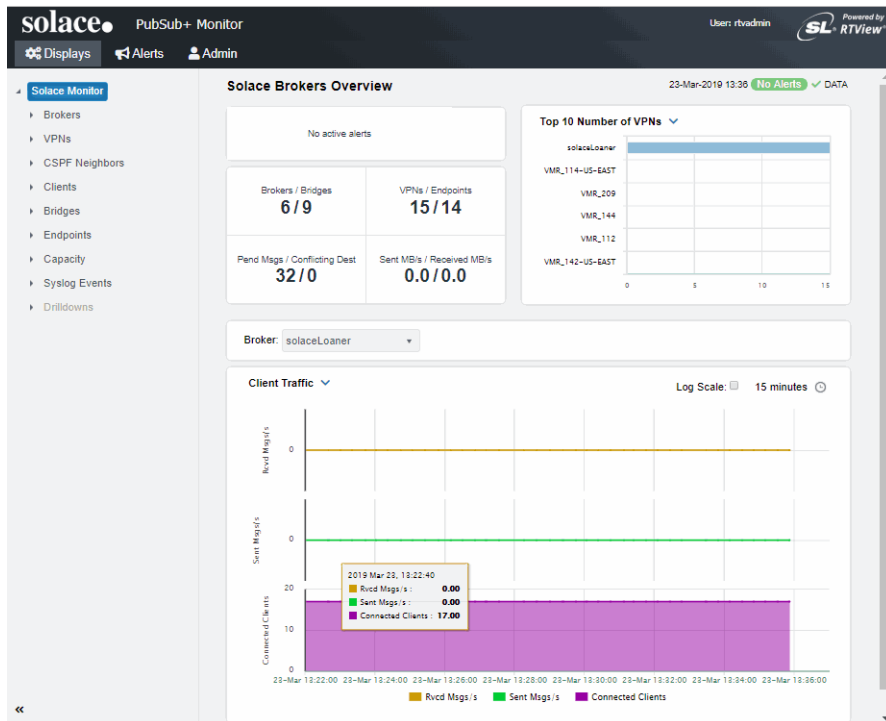 solace
PubSub+ Monitor
User: rtvadmin
SL
Powered by
RTView
Displays
Alerts
Admin
Solace Monitor
Brokers
VPNs
CSPF Neighbors
Clients
Bridges
Endpoints
Capacity
Syslog Events
Drilldowns
«
Solace Brokers Overview
23-Mar-2019 13:36 No Alerts DATA
No active alerts
Brokers / Bridges
6 / 9
VPNs / Endpoints
15 / 14
Pend Msgs / Conflicting Dest
32 / 0
Sent MB/s / Received MB/s
0.0 / 0.0
Top 10 Number of VPNs
solaceLoaner
VMR_114-US-EAST
VMR_209
VMR_144
VMR_112
VMR_142-US-EAST
0 5 10 15
Broker: solaceLoaner
Client Traffic
Log Scale: 15 minutes
Rcvd Msgs/s
0
Sent Msgs/s
0
Connected Clients
20
10
0
2019 Mar 23, 13:22:40
Rvcd Msgs/s : 0.00
Sent Msgs/s : 0.00
Connected Clients : 17.00
23-Mar 13:22:00 23-Mar 13:24:00 23-Mar 13:26:00 23-Mar 13:28:00 23-Mar 13:30:00 23-Mar 13:32:00 23-Mar 13:34:00 23-Mar 13:36:00
Rvcd Msgs/s Sent Msgs/s Connected Clients